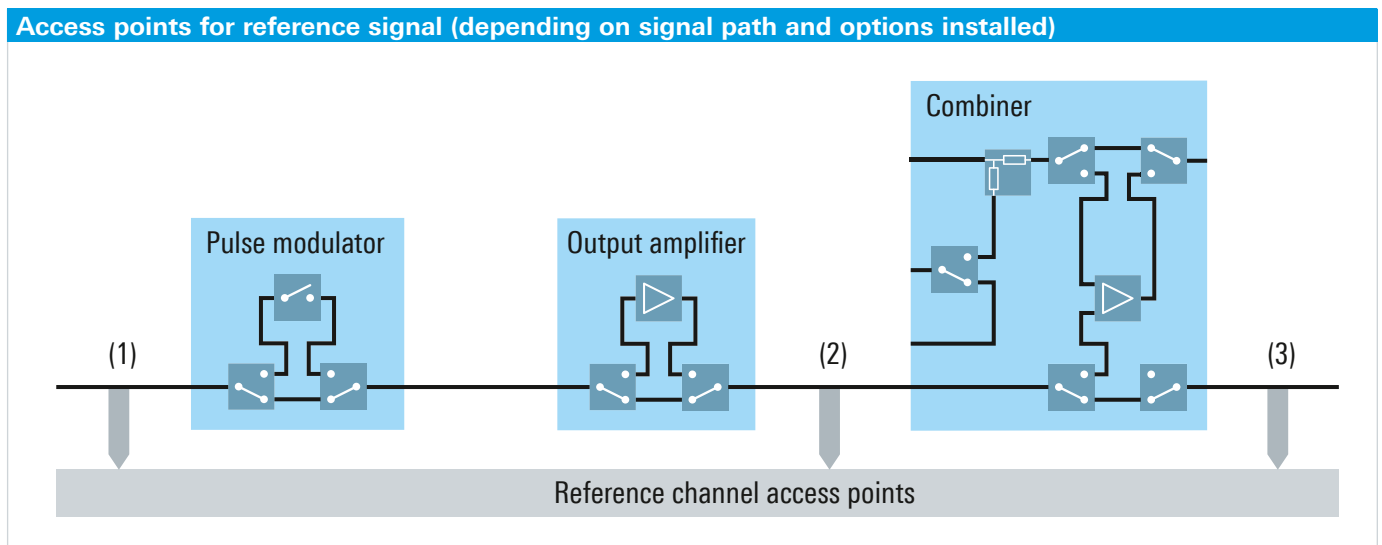 Access points for reference signal (depending on signal path and options installed)
Combiner
Pulse modulator
Output amplifier
(1)
(2)
(3)
Reference channel access points